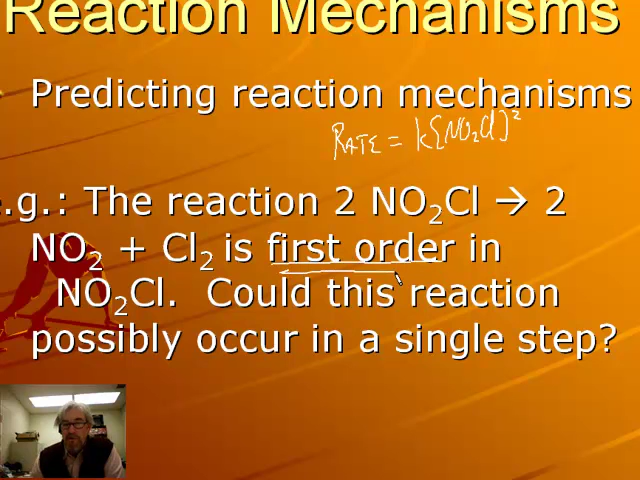 Reaction Mechanisms
Predicting reaction mechanisms
RATE = k[NO₂Cl]²
.g.: The reaction 2 NO₂Cl → 2
NO₂ + Cl₂ is first order in
NO₂Cl. Could this reaction
possibly occur in a single step?